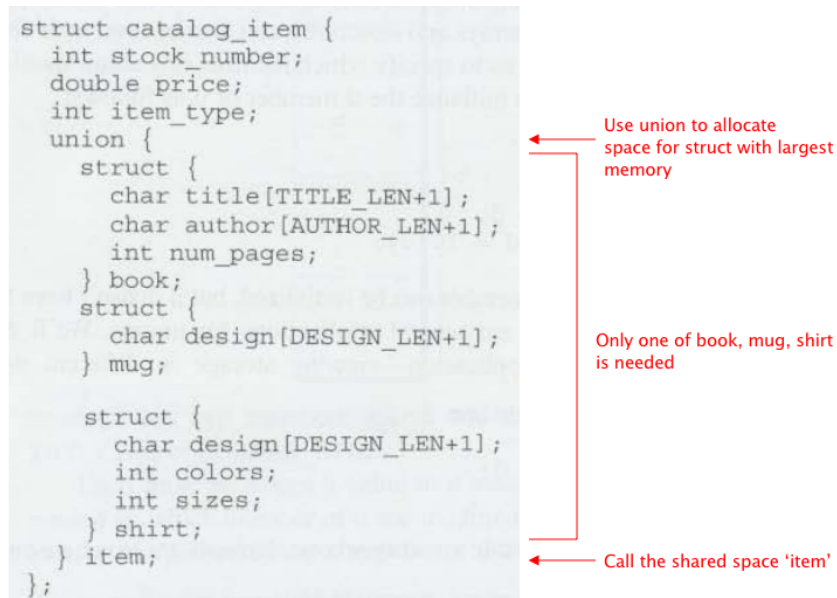 struct catalog_item {
int stock_number;
double price;
int item_type;
union {
struct {
char title[TITLE_LEN+1];
char author[AUTHOR_LEN+1];
int num_pages;
} book;
struct {
char design[DESIGN_LEN+1];
} mug;
struct {
char design[DESIGN_LEN+1];
int colors;
int sizes;
} shirt;
} item;
};
Use union to allocate
space for struct with largest
memory
Only one of book, mug, shirt
is needed
Call the shared space ‘item’